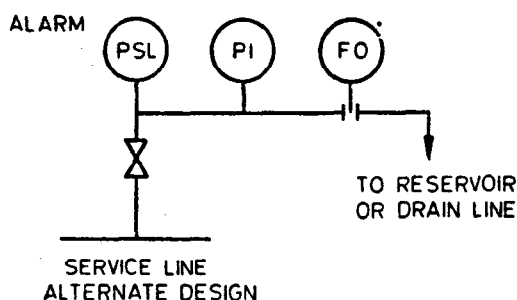 ALARM
PSL
PI
FO
TO RESERVOIR
OR DRAIN LINE
SERVICE LINE
ALTERNATE DESIGN